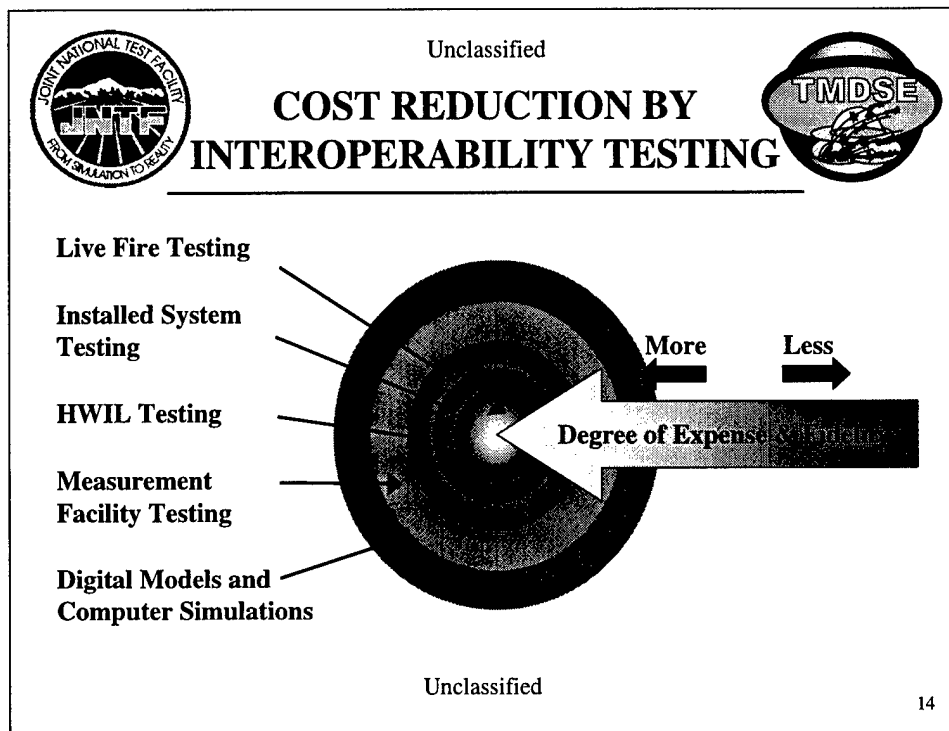 Unclassified
JOINT NATIONAL TEST FACILITY
JNTF
FROM SIMULATION TO REALITY
TMDSE
COST REDUCTION BY
INTEROPERABILITY TESTING
Live Fire Testing
Installed System
Testing
HWIL Testing
Measurement
Facility Testing
Digital Models and
Computer Simulations
More
Less
Degree of Expense &
Unclassified
14